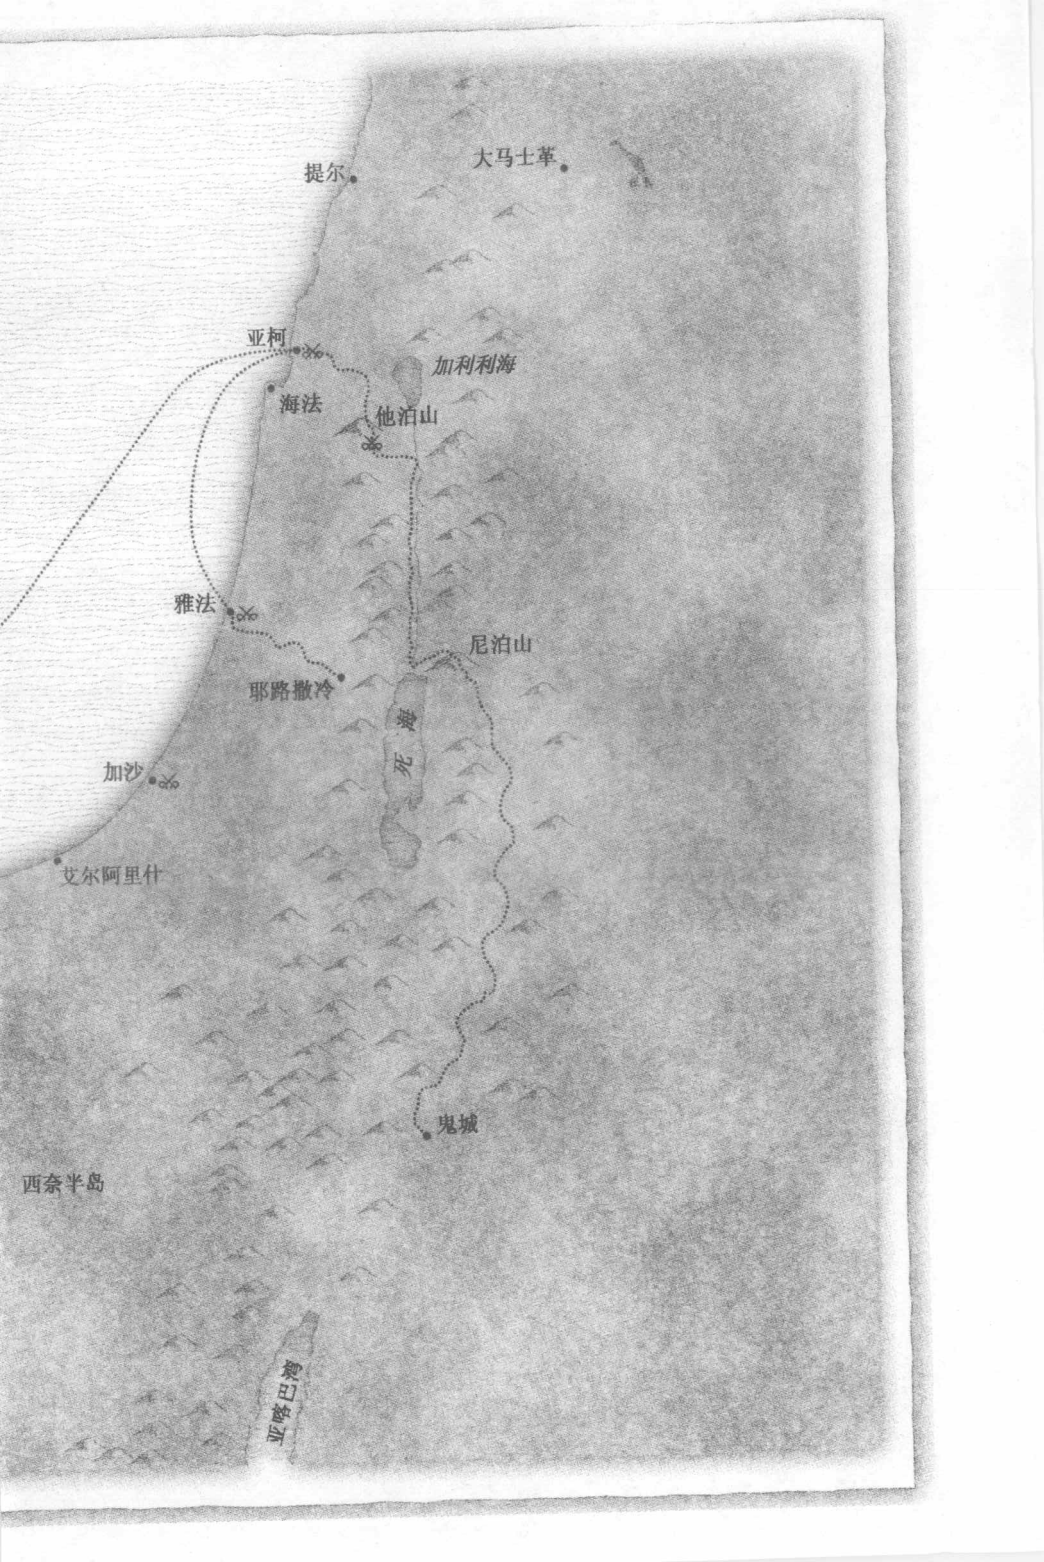 提尔
大马士革
亚柯
加利利海
海法
他泊山
雅法
尼泊山
耶路撒冷
死海
加沙
艾尔阿里什
鬼城
西奈半岛
亚喀巴湾